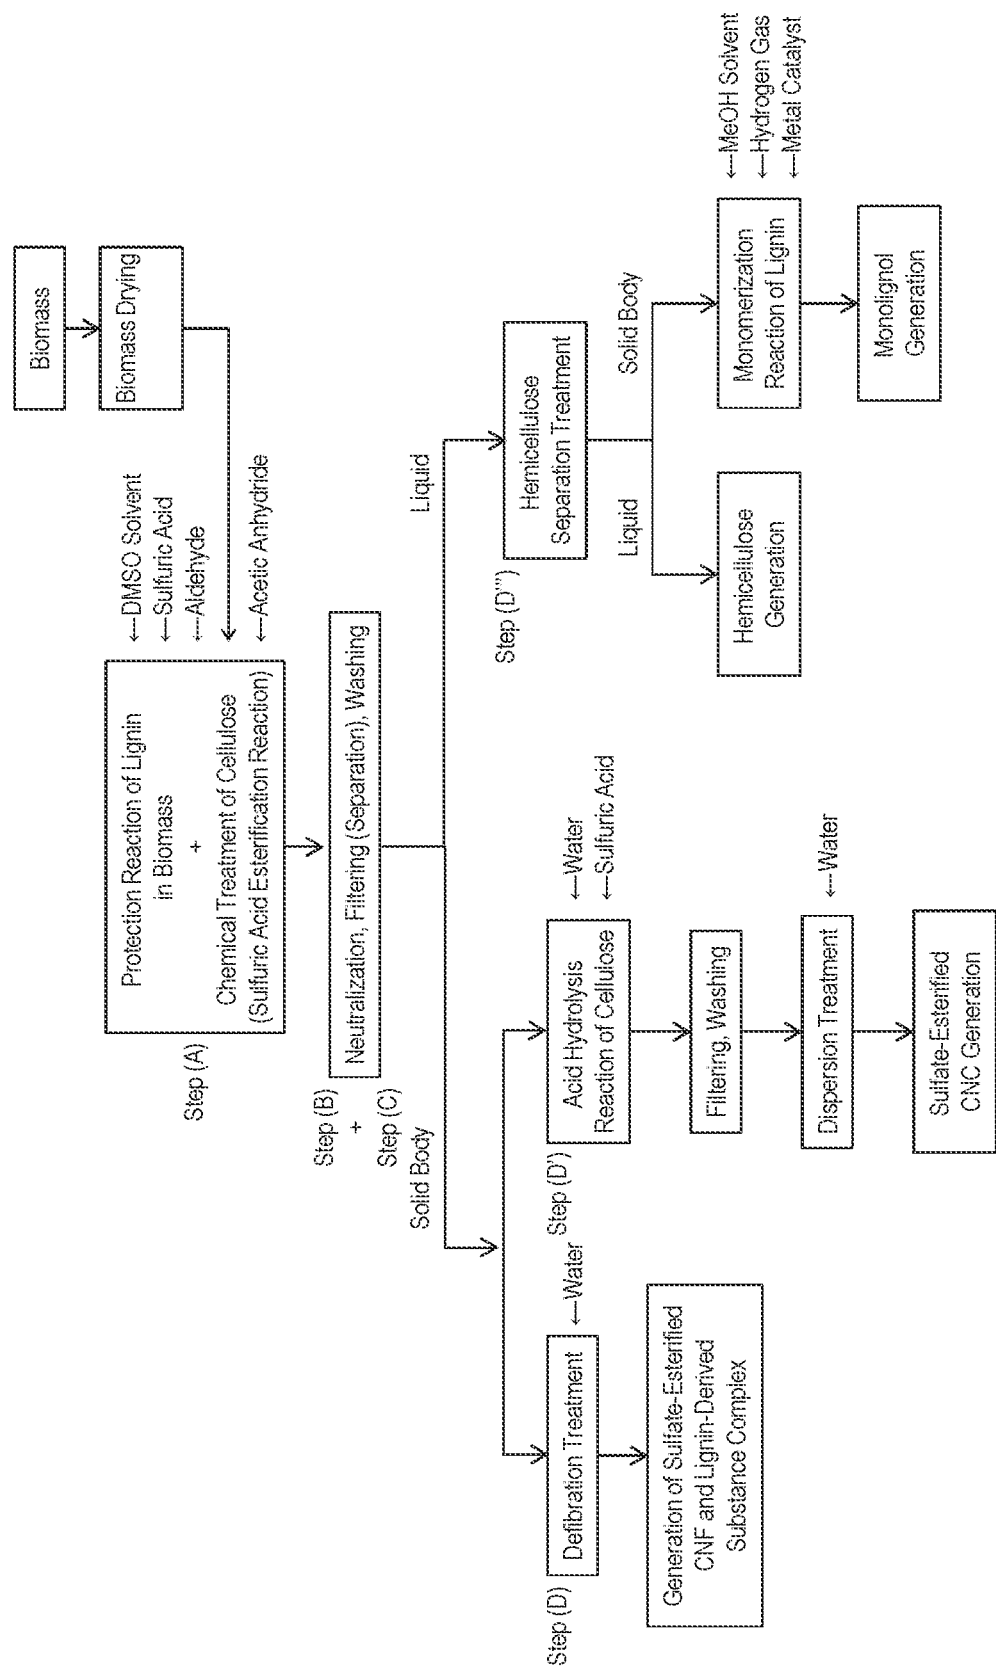 Biomass
Biomass Drying
Step (A)
Protection Reaction of Lignin
in Biomass
+
Chemical Treatment of Cellulose
(Sulfuric Acid Esterification Reaction)
←DMSO Solvent
←Sulfuric Acid
←Aldehyde
←Acetic Anhydride
Step (B)
+
Step (C)
Neutralization, Filtering (Separation), Washing
Solid Body
Liquid
Step (D)
Defibration Treatment
←Water
Generation of Sulfate-Esterified
CNF and Lignin-Derived
Substance Complex
Step (D')
Acid Hydrolysis
Reaction of Cellulose
←Water
←Sulfuric Acid
Filtering, Washing
Dispersion Treatment
←Water
Sulfate-Esterified
CNC Generation
Step (D''')
Hemicellulose
Separation Treatment
Liquid
Solid Body
Hemicellulose
Generation
Monomerization
Reaction of Lignin
←MeOH Solvent
←Hydrogen Gas
←Metal Catalyst
Monolignol
Generation